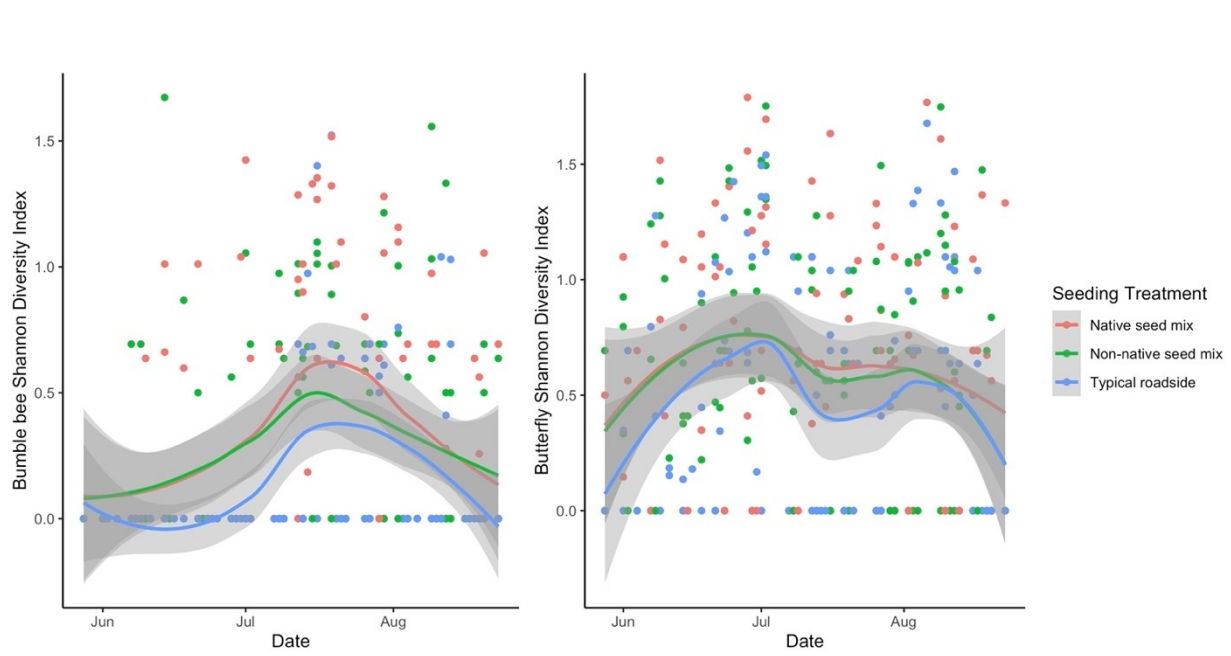 Bumble bee Shannon Diversity Index
1.5
1.0
0.5
0.0
Jun
Jul
Aug
Date
Butterfly Shannon Diversity Index
1.5
1.0
0.5
0.0
Jun
Jul
Aug
Date
Seeding Treatment
Native seed mix
Non-native seed mix
Typical roadside